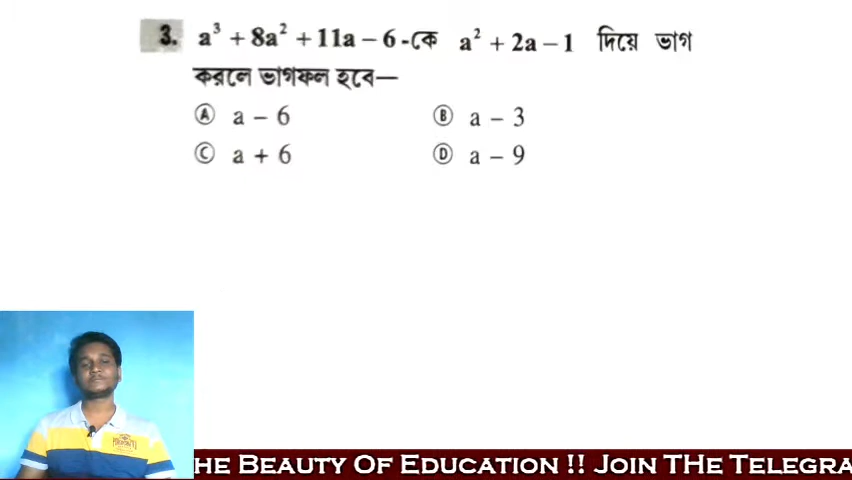 3. a³ + 8a² + 11a – 6 -কে a² + 2a – 1 দিয়ে ভাগ
করলে ভাগফল হবে—
Ⓐ a – 6 Ⓑ a – 3
Ⓒ a + 6 Ⓓ a – 9
HE BEAUTY OF EDUCATION !! JOIN THE TELEGRA